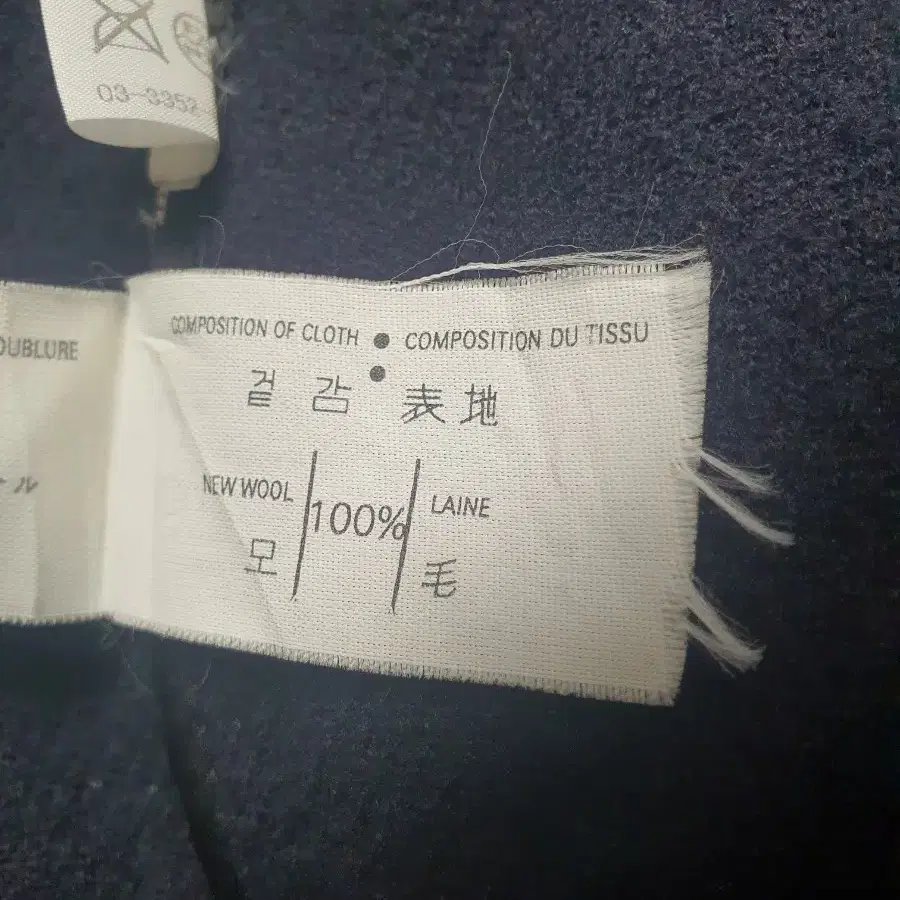 03-3352
OUBLURE
ール
COMPOSITION OF CLOTH ● COMPOSITION DU TISSU
겉 감 ● 表地
NEW WOOL 100% LAINE
모 毛